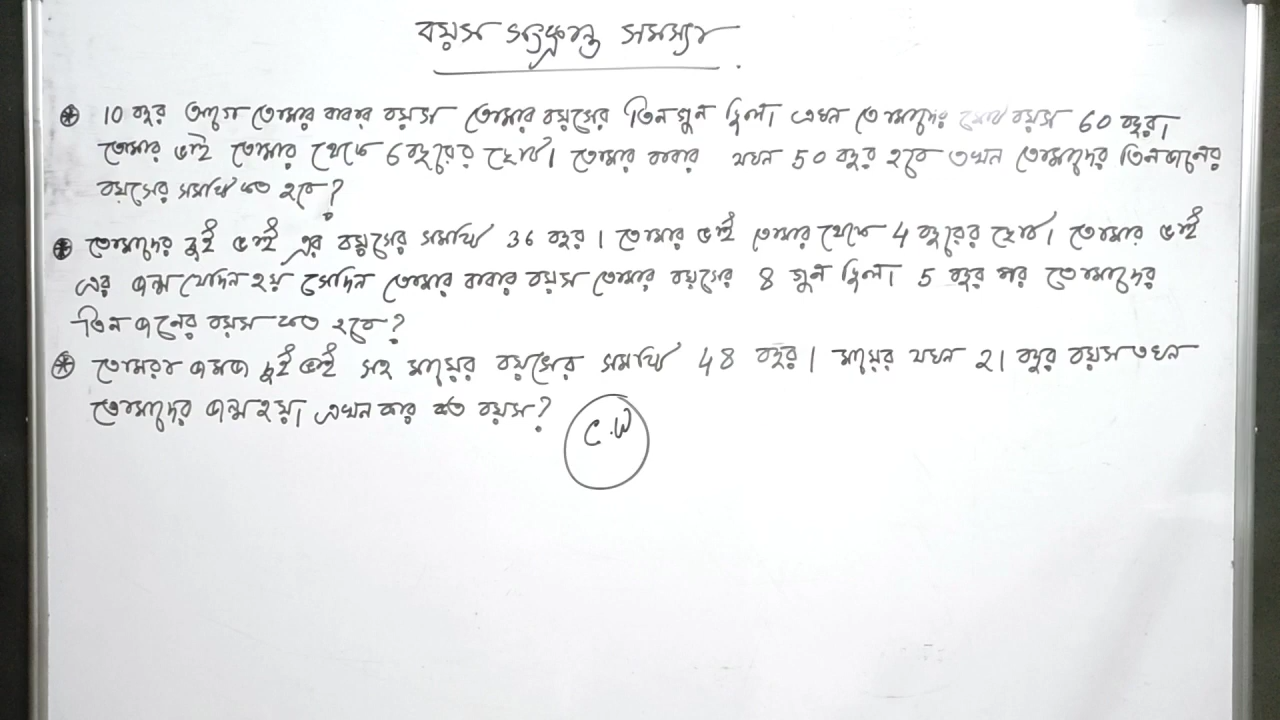 বয়স সংক্রান্ত সমস্যা
10 বছর আগে তোমার বাবার বয়স তোমার বয়সের তিনগুন ছিল। এখন তোমাদের মোট বয়স 60 বছর।
তোমার ভাই তোমার থেকে 6 বছরের ছোট। তোমার বাবার যখন 50 বছর হবে তখন তোমাদের তিনজনের
বয়সের সমষ্টি কত হবে?
তোমাদের দুই ভাই এর বয়সের সমষ্টি 36 বছর। তোমার ভাই তোমার থেকে 4 বছরের ছোট। তোমার ভাই
এর জন্ম যেদিন হয় সেদিন তোমার বাবার বয়স তোমার বয়সের 8 গুন ছিল। 5 বছর পর তোমাদের
তিন জনের বয়স কত হবে?
তোমরা জমজ দুই ভাই সহ মায়ের বয়সের সমষ্টি 48 বছর। মায়ের যখন 21 বছর বয়স তখন
তোমাদের জন্ম হয়। এখন কার কত বয়স?
C.W